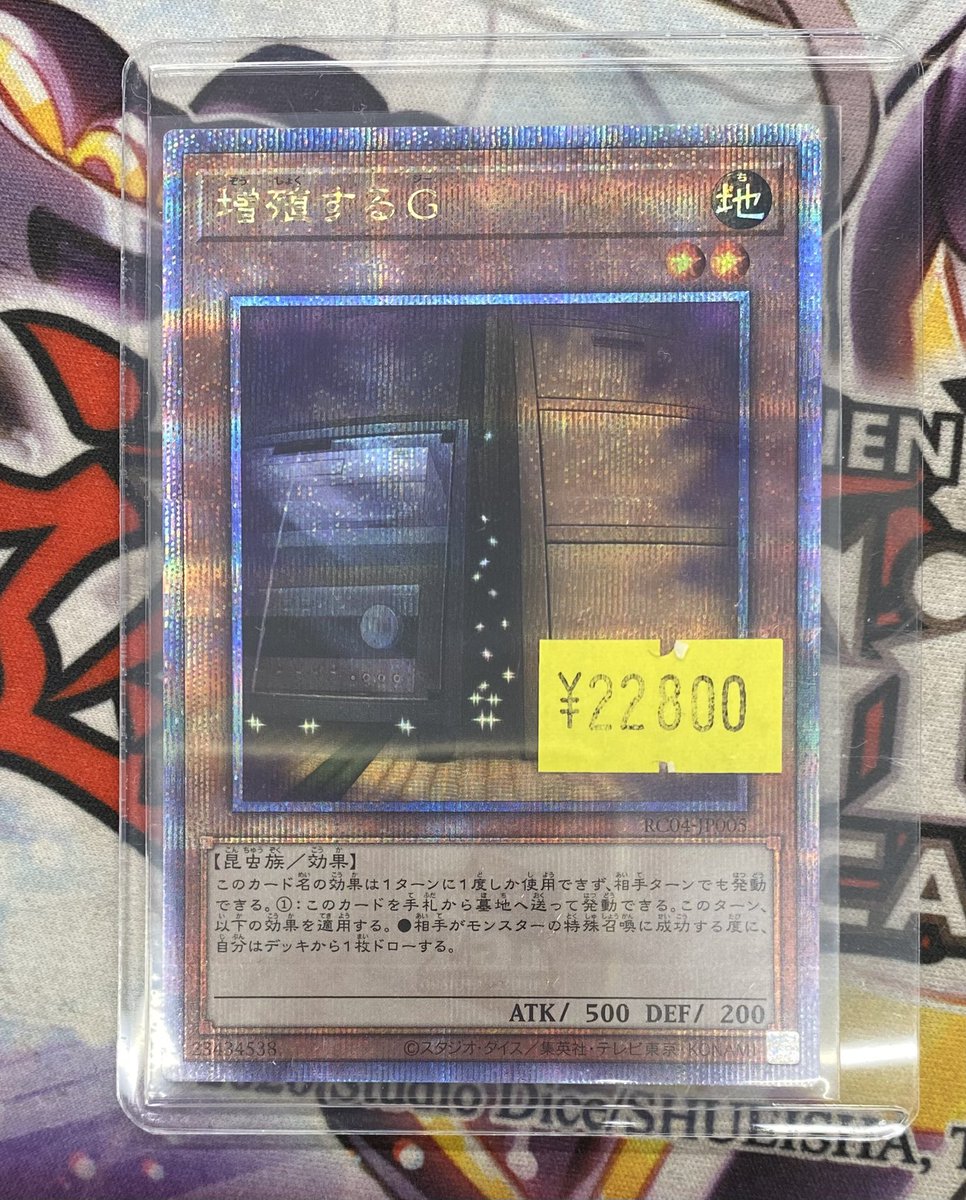 増殖するG
地
¥22800
RC04-JP005
【昆虫族/効果】
このカード名の効果は1ターンに1度しか使用できず、相手ターンでも発動
できる。①:このカードを手札から墓地へ送って発動できる。このターン、
以下の効果を適用する。●相手がモンスターの特殊召喚に成功する度に、
自分はデッキから1枚ドローする。
ATK/ 500 DEF/ 200
23434538
©スタジオ・ダイス/集英社・テレビ東京・KONAMI
Studio Dice/SHUEISHA, T